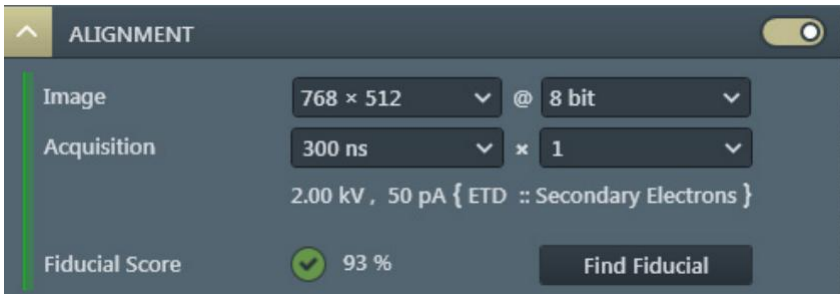 ALIGNMENT
Image 768 × 512 @ 8 bit
Acquisition 300 ns × 1
2.00 kV , 50 pA { ETD :: Secondary Electrons }
Fiducial Score 93 % Find Fiducial